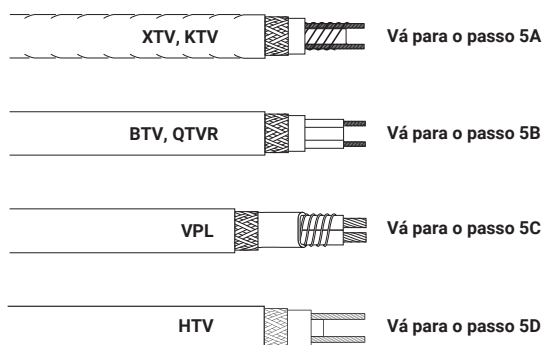 XTV, KTV Vá para o passo 5A
BTV, QTVR Vá para o passo 5B
VPL Vá para o passo 5C
HTV Vá para o passo 5D